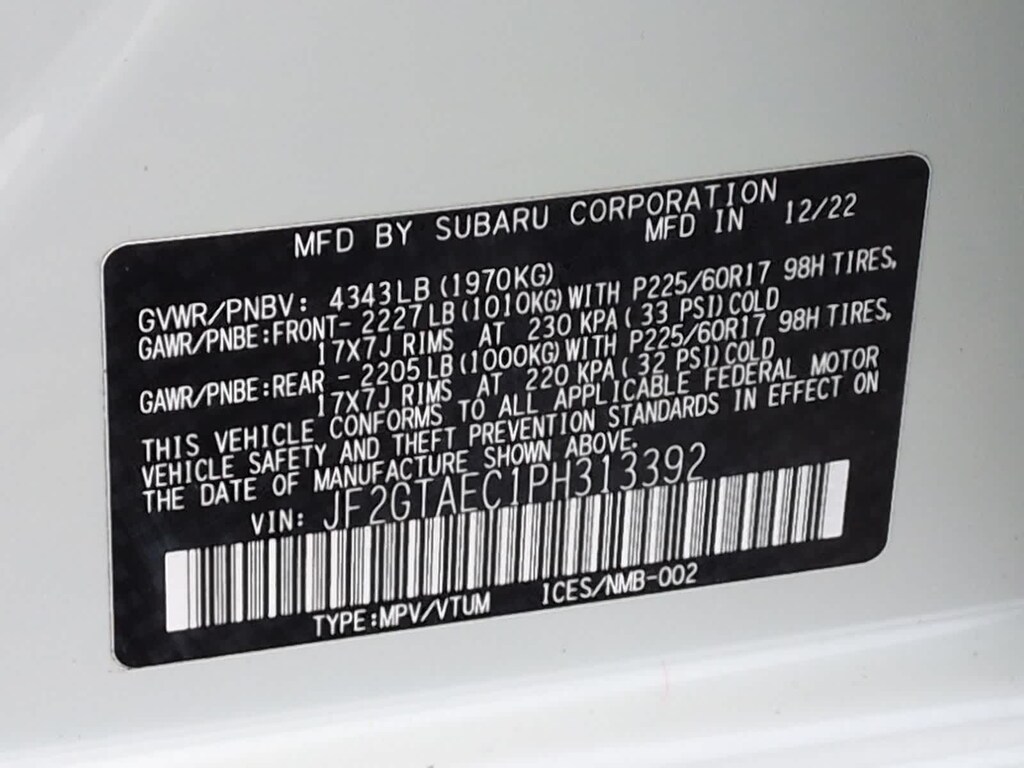 MFD BY SUBARU CORPORATION
MFD IN 12/22
GVWR/PNBV: 4343LB (1970KG)
GAWR/PNBE:FRONT- 2227LB(1010KG)WITH P225/60R17 98H TIRES,
17X7J RIMS AT 230 KPA( 33 PSI)COLD
GAWR/PNBE:REAR - 2205LB(1000KG)WITH P225/60R17 98H TIRES,
17X7J RIMS AT 220 KPA( 32 PSI)COLD
THIS VEHICLE CONFORMS TO ALL APPLICABLE FEDERAL MOTOR
VEHICLE SAFETY AND THEFT PREVENTION STANDARDS IN EFFECT ON
THE DATE OF MANUFACTURE SHOWN ABOVE.
VIN: JF2GTAEC1PH313392
TYPE:MPV/VTUM ICES/NMB-002